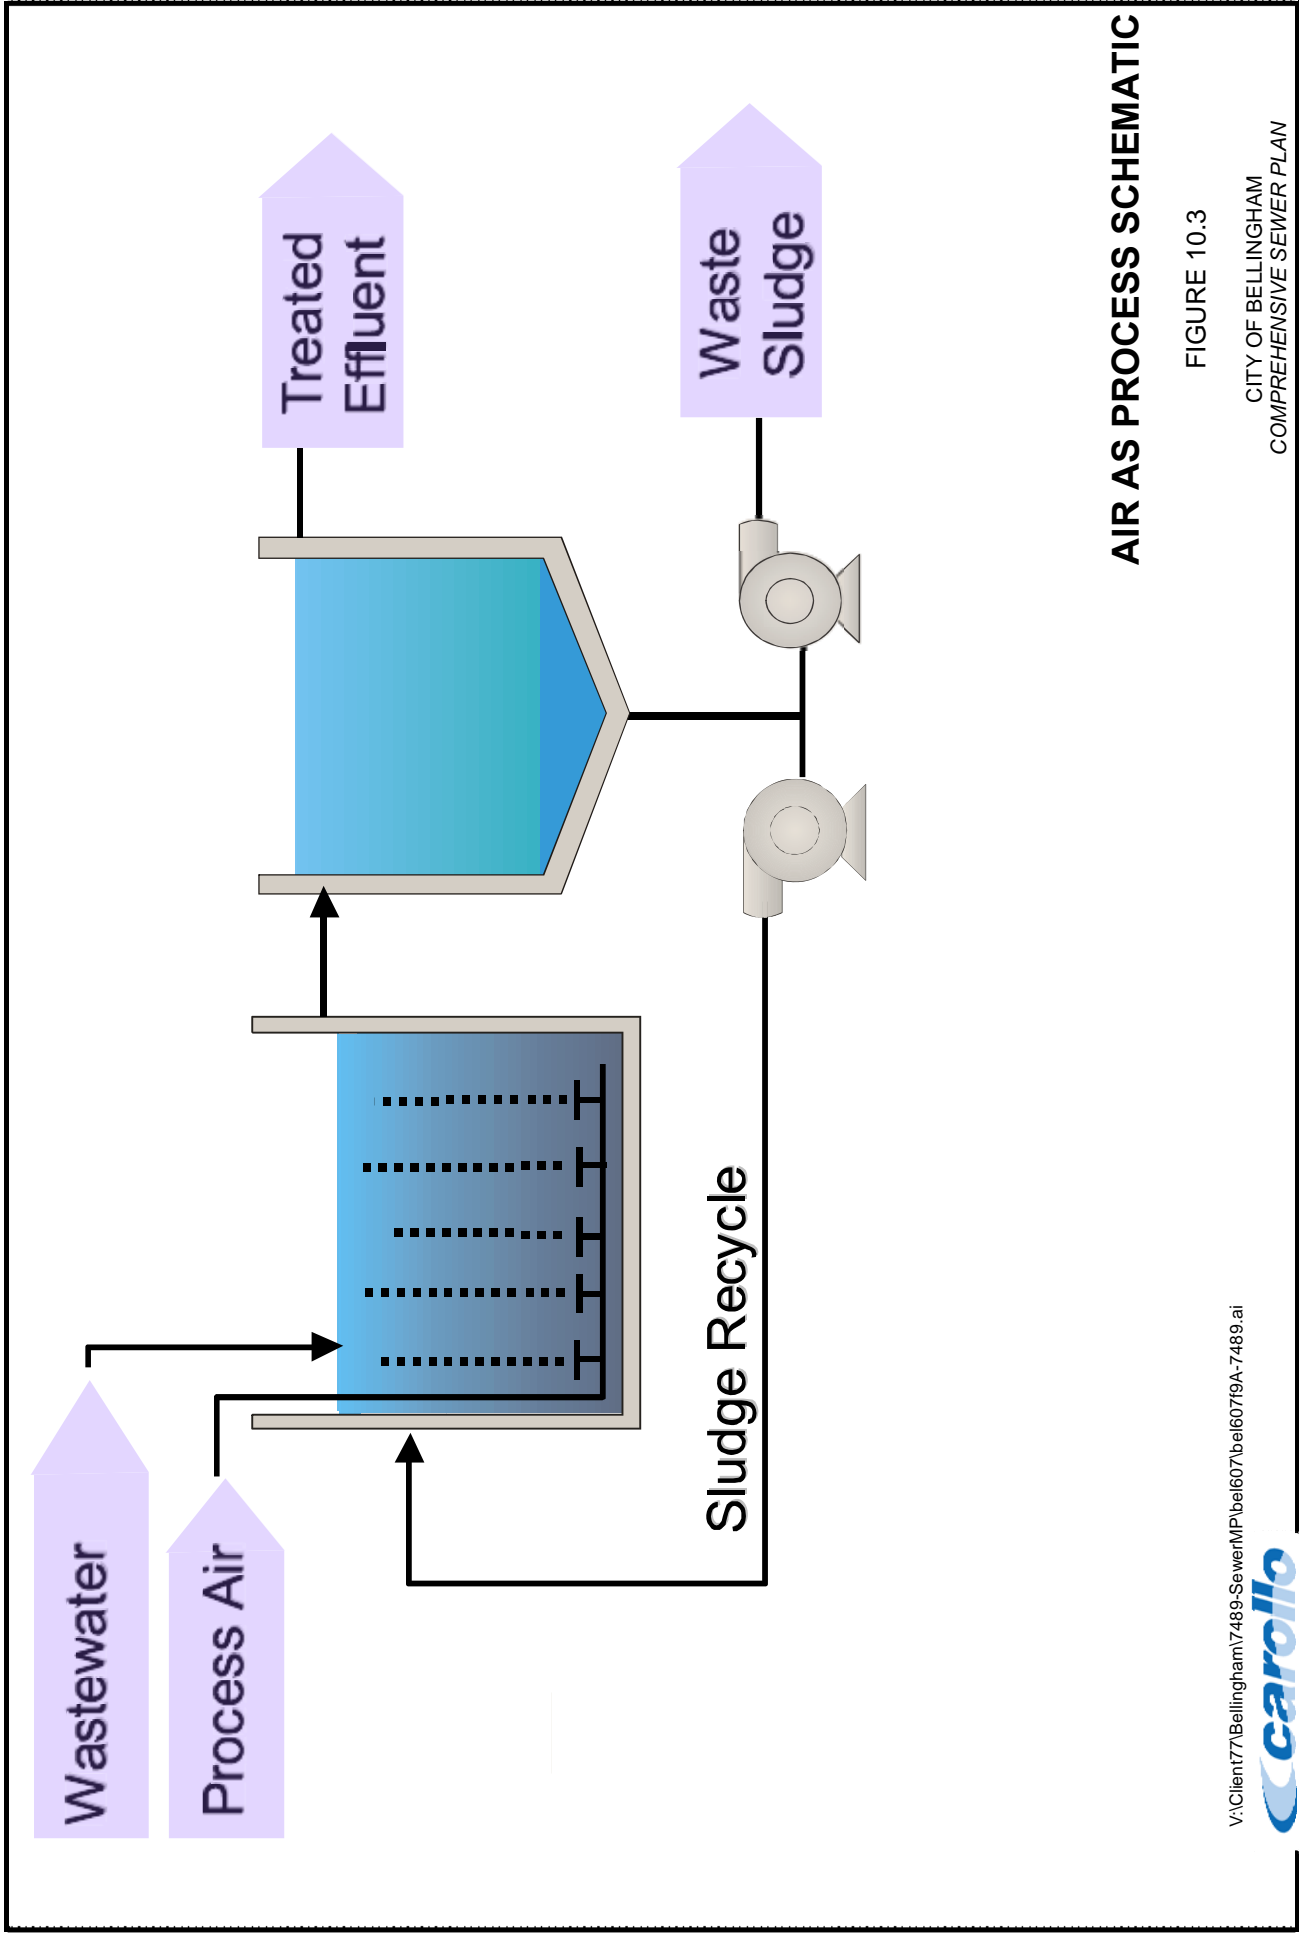 Wastewater
Process Air
Treated
Effluent
Waste
Sludge
Sludge Recycle
AIR AS PROCESS SCHEMATIC
FIGURE 10.3
CITY OF BELLINGHAM
COMPREHENSIVE SEWER PLAN
V:\Client77\Bellingham\7489-SewerMP\bel607\bel607f9A-7489.ai
carollo